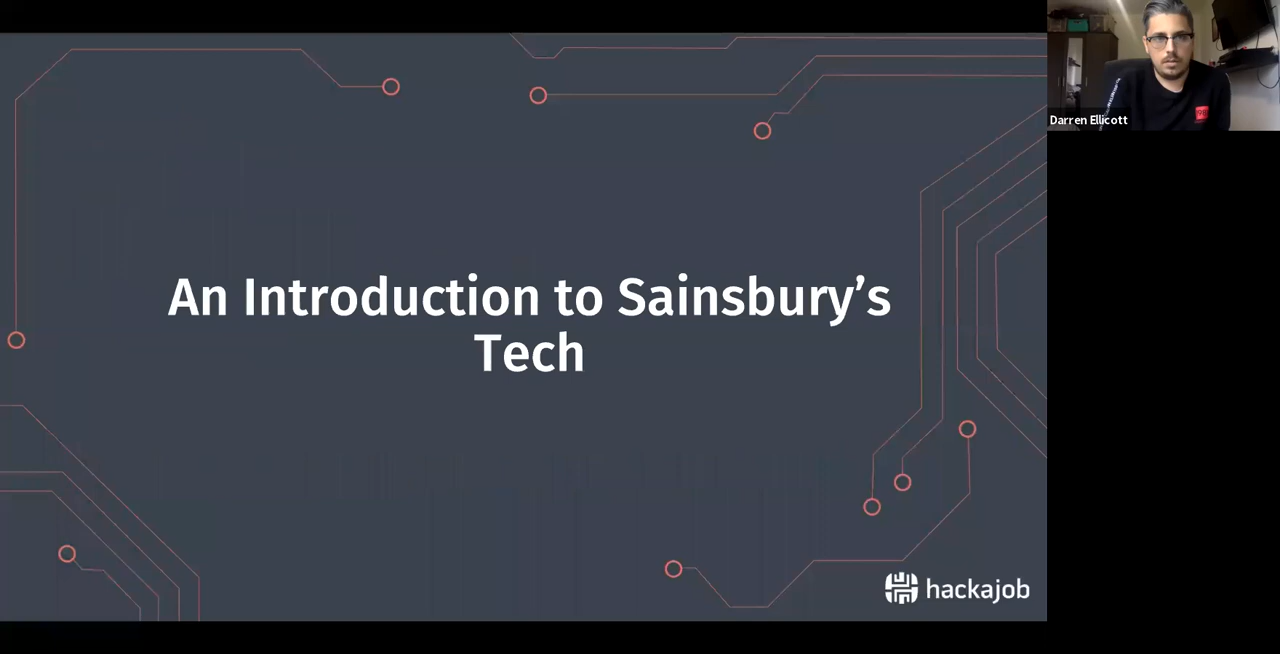 An Introduction to Sainsbury’s
Tech
hackajob
Darren Ellicott